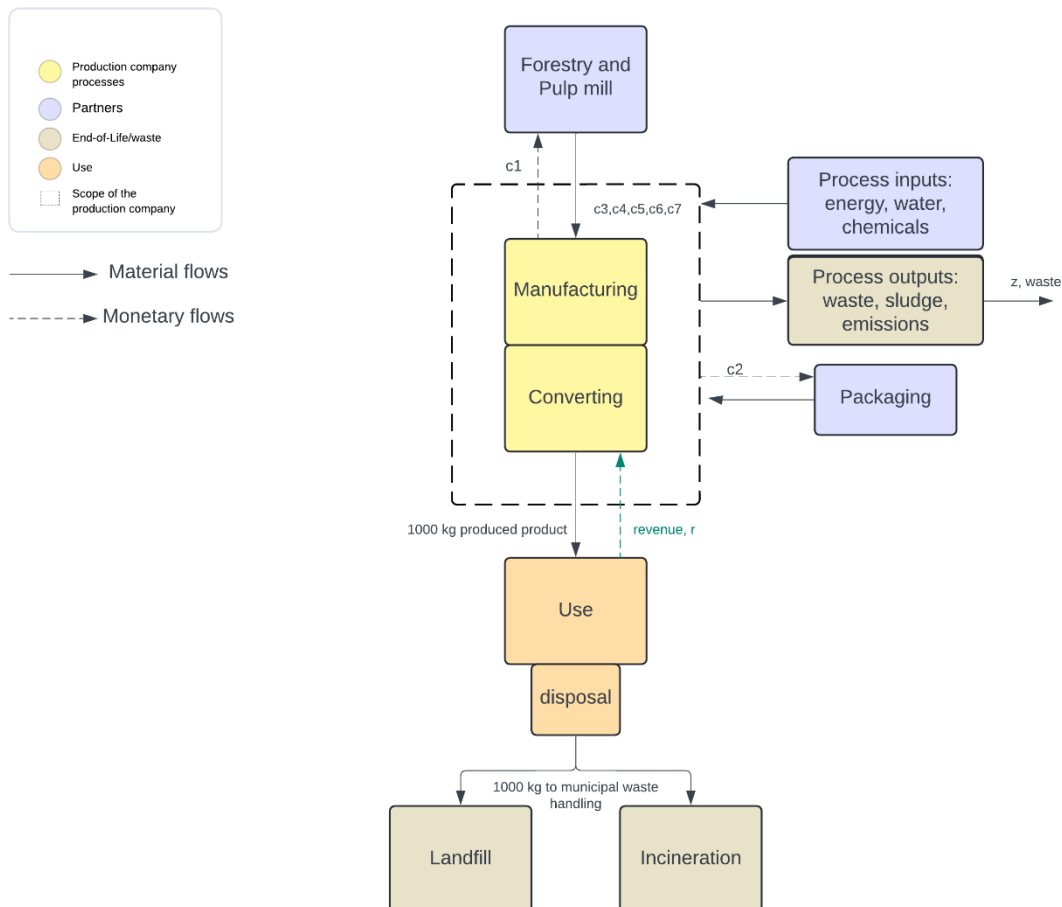 Production company
processes
Partners
End-of-Life/waste
Use
Scope of the
production company
Material flows
Monetary flows
Forestry and
Pulp mill
c1
c3,c4,c5,c6,c7
Process inputs:
energy, water,
chemicals
Manufacturing
Process outputs:
waste, sludge,
emissions
z, waste
c2
Converting
Packaging
1000 kg produced product
revenue, r
Use
disposal
1000 kg to municipal waste
handling
Landfill
Incineration